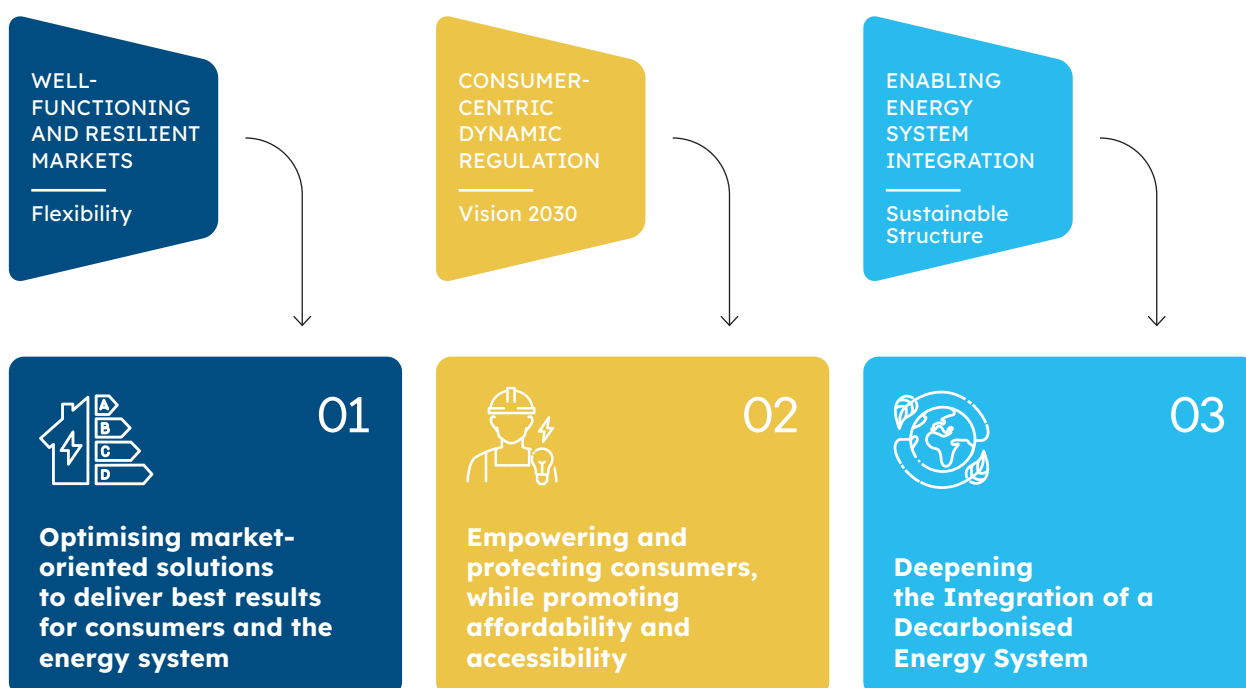 WELL-
FUNCTIONING
AND RESILIENT
MARKETS
Flexibility
CONSUMER-
CENTRIC
DYNAMIC
REGULATION
Vision 2030
ENABLING
ENERGY
SYSTEM
INTEGRATION
Sustainable
Structure
A
B
C
D
01
Optimising market-
oriented solutions
to deliver best results
for consumers and the
energy system
02
Empowering and
protecting consumers,
while promoting
affordability and
accessibility
03
Deepening
the Integration of a
Decarbonised
Energy System